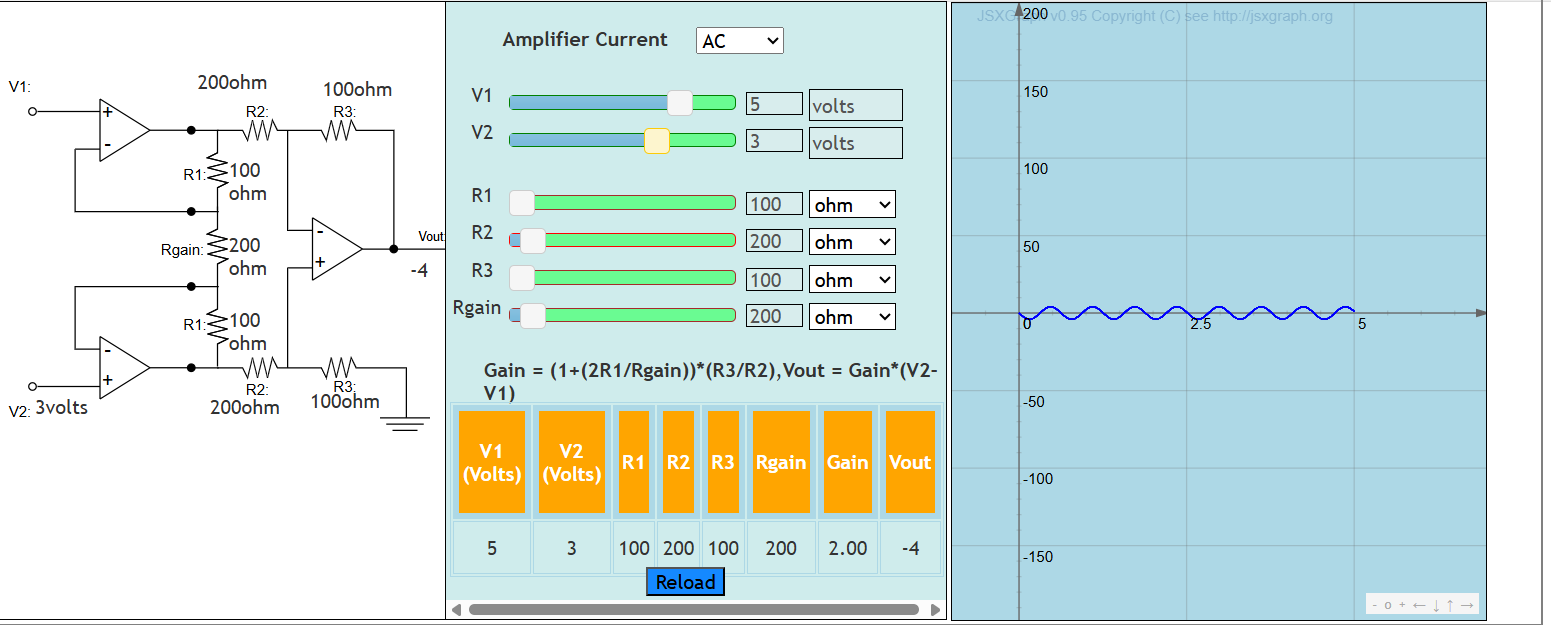 V1:
200ohm
R2:
100ohm
R3:
+
-
R1:
100
ohm
Rgain:
200
ohm
-
+
Vout:
-4
R1:
100
ohm
-
+
V2: 3volts
R2:
200ohm
R3:
100ohm
Amplifier Current AC
V1 5 volts
V2 3 volts
R1 100 ohm
R2 200 ohm
R3 100 ohm
Rgain 200 ohm
Gain = (1+(2R1/Rgain))*(R3/R2),Vout = Gain*(V2-
V1)
V1 (Volts) V2 (Volts) R1 R2 R3 Rgain Gain Vout
5 3 100 200 100 200 2.00 -4
Reload
JSXG v0.95 Copyright (C) see http://jsxgraph.org
200
150
100
50
0 2.5 5
-50
-100
-150
- o + ← ↓ ↑ →